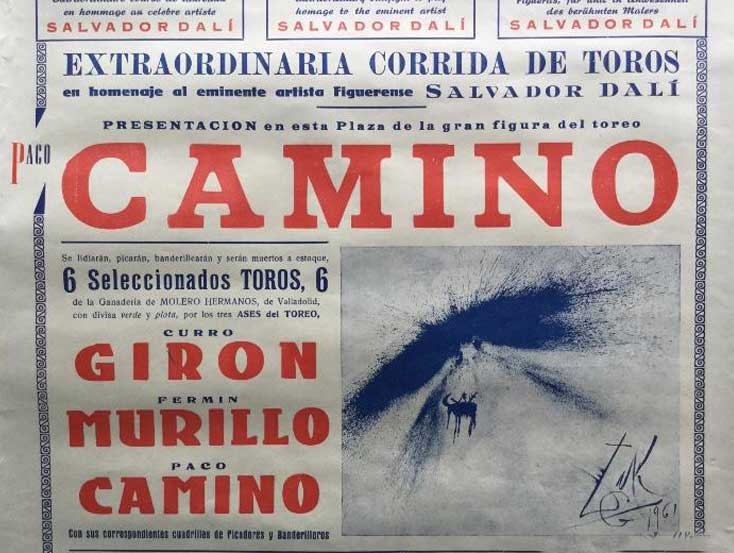 en hommage au celebre artiste
SALVADOR DALÍ
homage to the eminent artist
SALVADOR DALÍ
des berühmten Malers
SALVADOR DALÍ
EXTRAORDINARIA CORRIDA DE TOROS
en homenaje al eminente artista Figuerense SALVADOR DALÍ
PRESENTACION en esta Plaza de la gran figura del toreo
PACO
CAMINO
Se lidiarán, picarán, banderillearán y serán muertos a estoque,
6 Seleccionados TOROS, 6
de la Ganadería de MOLERO HERMANOS, de Valladolid,
con divisa verde y plata, por los tres ASES del TOREO,
CURRO
GIRON
FERMIN
MURILLO
PACO
CAMINO
Con sus correspondientes cuadrillas de Picadores y Banderilleros
1961